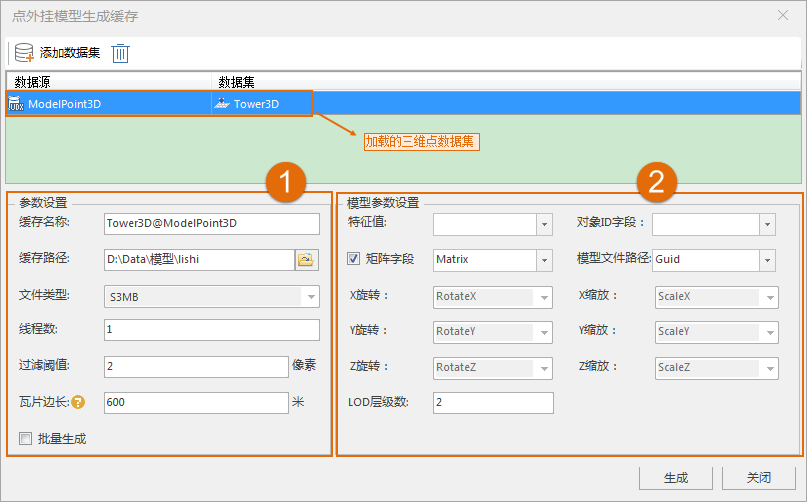 点外挂模型生成缓存
添加数据集
数据源 数据集
UDX ModelPoint3D Tower3D
加载的三维点数据集
1 2
参数设置
缓存名称: Tower3D@ModelPoint3D
缓存路径: D:\Data\模型\lishi
文件类型: S3MB
线程数: 1
过滤阈值: 2 像素
瓦片边长: ? 600 米
批量生成
模型参数设置
特征值: 对象ID字段：
矩阵字段 Matrix 模型文件路径: Guid
X旋转： RotateX X缩放： ScaleX
Y旋转： RotateY Y缩放： ScaleY
Z旋转： RotateZ Z缩放： ScaleZ
LOD层级数: 2
生成 关闭